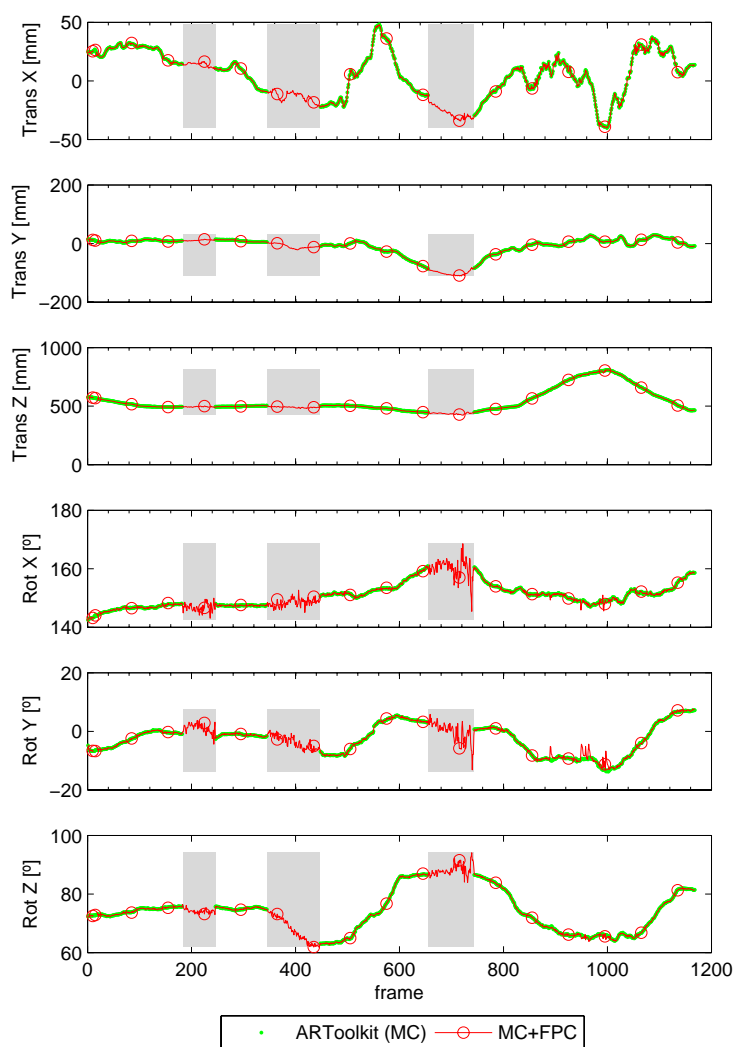 50
0
−50
Trans X [mm]
200
0
−200
Trans Y [mm]
1000
500
0
Trans Z [mm]
180
160
140
Rot X [º]
20
0
−20
Rot Y [º]
100
80
60
Rot Z [º]
0 200 400 600 800 1000 1200
frame
ARToolkit (MC) MC+FPC